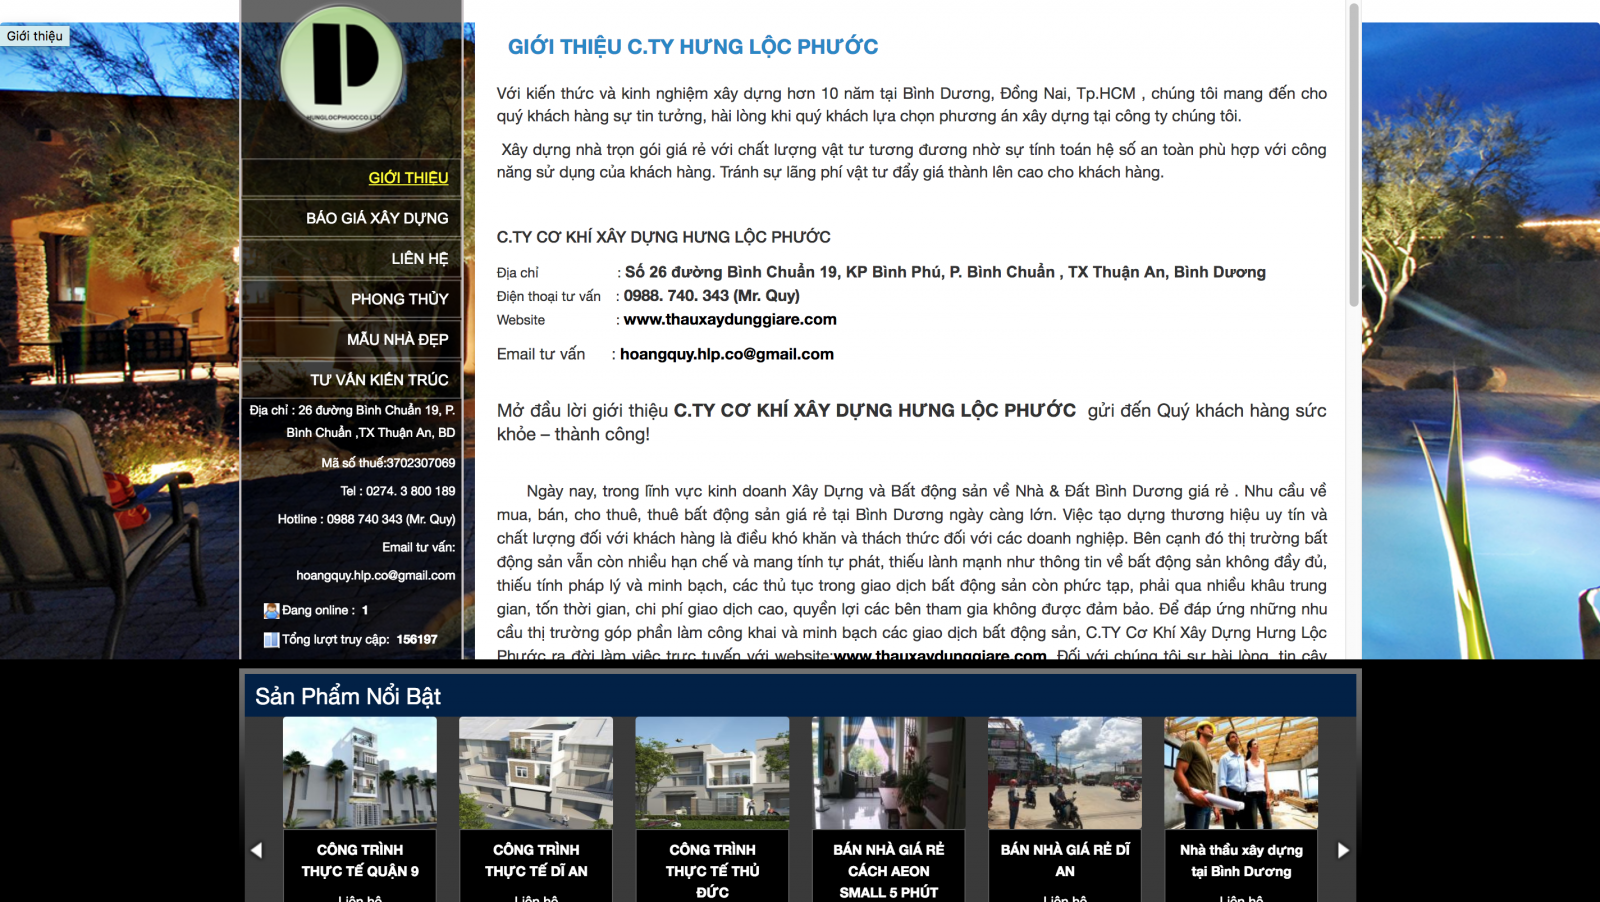 Giới thiệu
HUNGLOCPHUOCCO.LTD
GIỚI THIỆU
BÁO GIÁ XÂY DỰNG
LIÊN HỆ
PHONG THỦY
MẪU NHÀ ĐẸP
TƯ VẤN KIẾN TRÚC
Địa chỉ : 26 đường Bình Chuẩn 19, P.
Bình Chuẩn ,TX Thuận An, BD
Mã số thuế:3702307069
Tel : 0274. 3 800 189
Hotline : 0988 740 343 (Mr. Quy)
Email tư vấn:
hoangquy.hlp.co@gmail.com
Đang online : 1
Tổng lượt truy cập: 156197
GIỚI THIỆU C.TY HƯNG LỘC PHƯỚC
Với kiến thức và kinh nghiệm xây dựng hơn 10 năm tại Bình Dương, Đồng Nai, Tp.HCM , chúng tôi mang đến cho
quý khách hàng sự tin tưởng, hài lòng khi quý khách lựa chọn phương án xây dựng tại công ty chúng tôi.
Xây dựng nhà trọn gói giá rẻ với chất lượng vật tư tương đương nhờ sự tính toán hệ số an toàn phù hợp với công
năng sử dụng của khách hàng. Tránh sự lãng phí vật tư đẩy giá thành lên cao cho khách hàng.
C.TY CƠ KHÍ XÂY DỰNG HƯNG LỘC PHƯỚC
Địa chỉ : Số 26 đường Bình Chuẩn 19, KP Bình Phú, P. Bình Chuẩn , TX Thuận An, Bình Dương
Điện thoại tư vấn : 0988. 740. 343 (Mr. Quy)
Website : www.thauxaydunggiare.com
Email tư vấn : hoangquy.hlp.co@gmail.com
Mở đầu lời giới thiệu C.TY CƠ KHÍ XÂY DỰNG HƯNG LỘC PHƯỚC gửi đến Quý khách hàng sức
khỏe – thành công!
Ngày nay, trong lĩnh vực kinh doanh Xây Dựng và Bất động sản về Nhà & Đất Bình Dương giá rẻ . Nhu cầu về
mua, bán, cho thuê, thuê bất động sản giá rẻ tại Bình Dương ngày càng lớn. Việc tạo dựng thương hiệu uy tín và
chất lượng đối với khách hàng là điều khó khăn và thách thức đối với các doanh nghiệp. Bên cạnh đó thị trường bất
động sản vẫn còn nhiều hạn chế và mang tính tự phát, thiếu lành mạnh như thông tin về bất động sản không đầy đủ,
thiếu tính pháp lý và minh bạch, các thủ tục trong giao dịch bất động sản còn phức tạp, phải qua nhiều khâu trung
gian, tốn thời gian, chi phí giao dịch cao, quyền lợi các bên tham gia không được đảm bảo. Để đáp ứng những nhu
cầu thị trường góp phần làm công khai và minh bạch các giao dịch bất động sản, C.TY Cơ Khí Xây Dựng Hưng Lộc
Phước ra đời làm việc trực tuyến với website:www.thauxaydunggiare.com. Đối với chúng tôi sự hài lòng, tin cậy
Sản Phẩm Nổi Bật
CÔNG TRÌNH
THỰC TẾ QUẬN 9
Liên hệ
CÔNG TRÌNH
THỰC TẾ DĨ AN
Liên hệ
CÔNG TRÌNH
THỰC TẾ THỦ
ĐỨC
BÁN NHÀ GIÁ RẺ
CÁCH AEON
SMALL 5 PHÚT
BÁN NHÀ GIÁ RẺ DĨ
AN
Liên hệ
Nhà thầu xây dựng
tại Bình Dương
Liên hệ